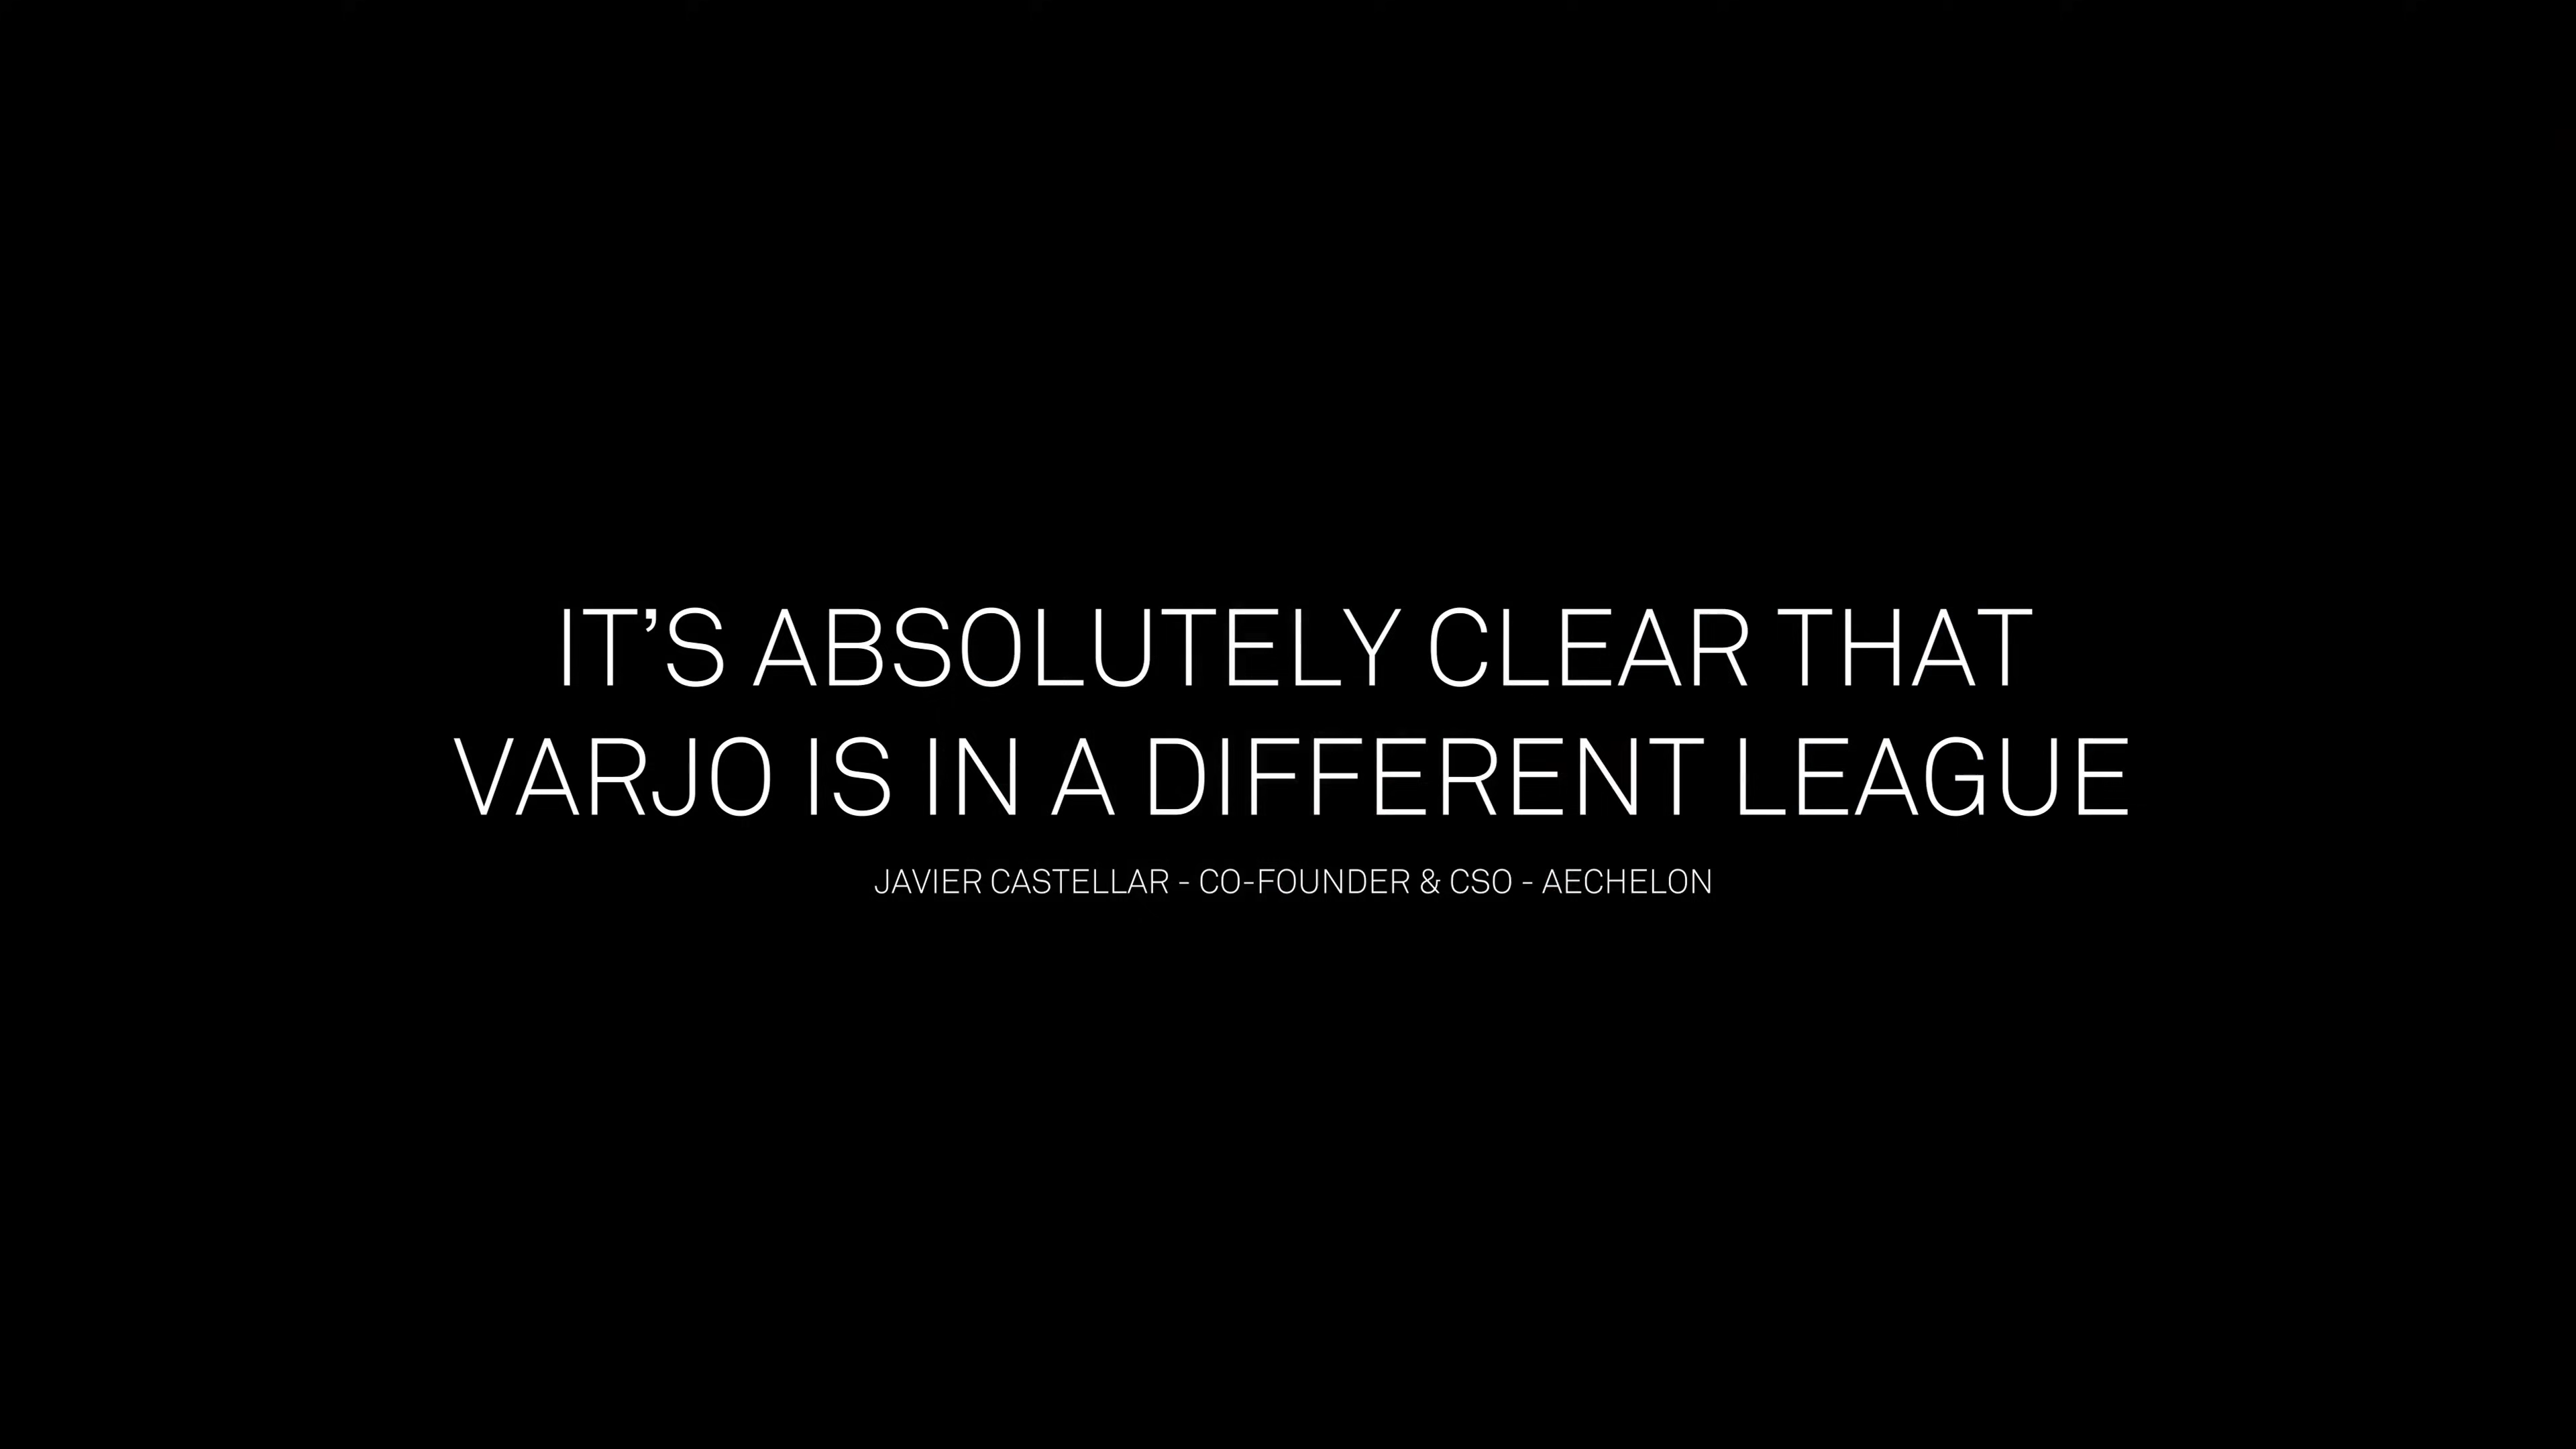 IT’S ABSOLUTELY CLEAR THAT
VARJO IS IN A DIFFERENT LEAGUE
JAVIER CASTELLAR - CO-FOUNDER & CSO - AECHELON